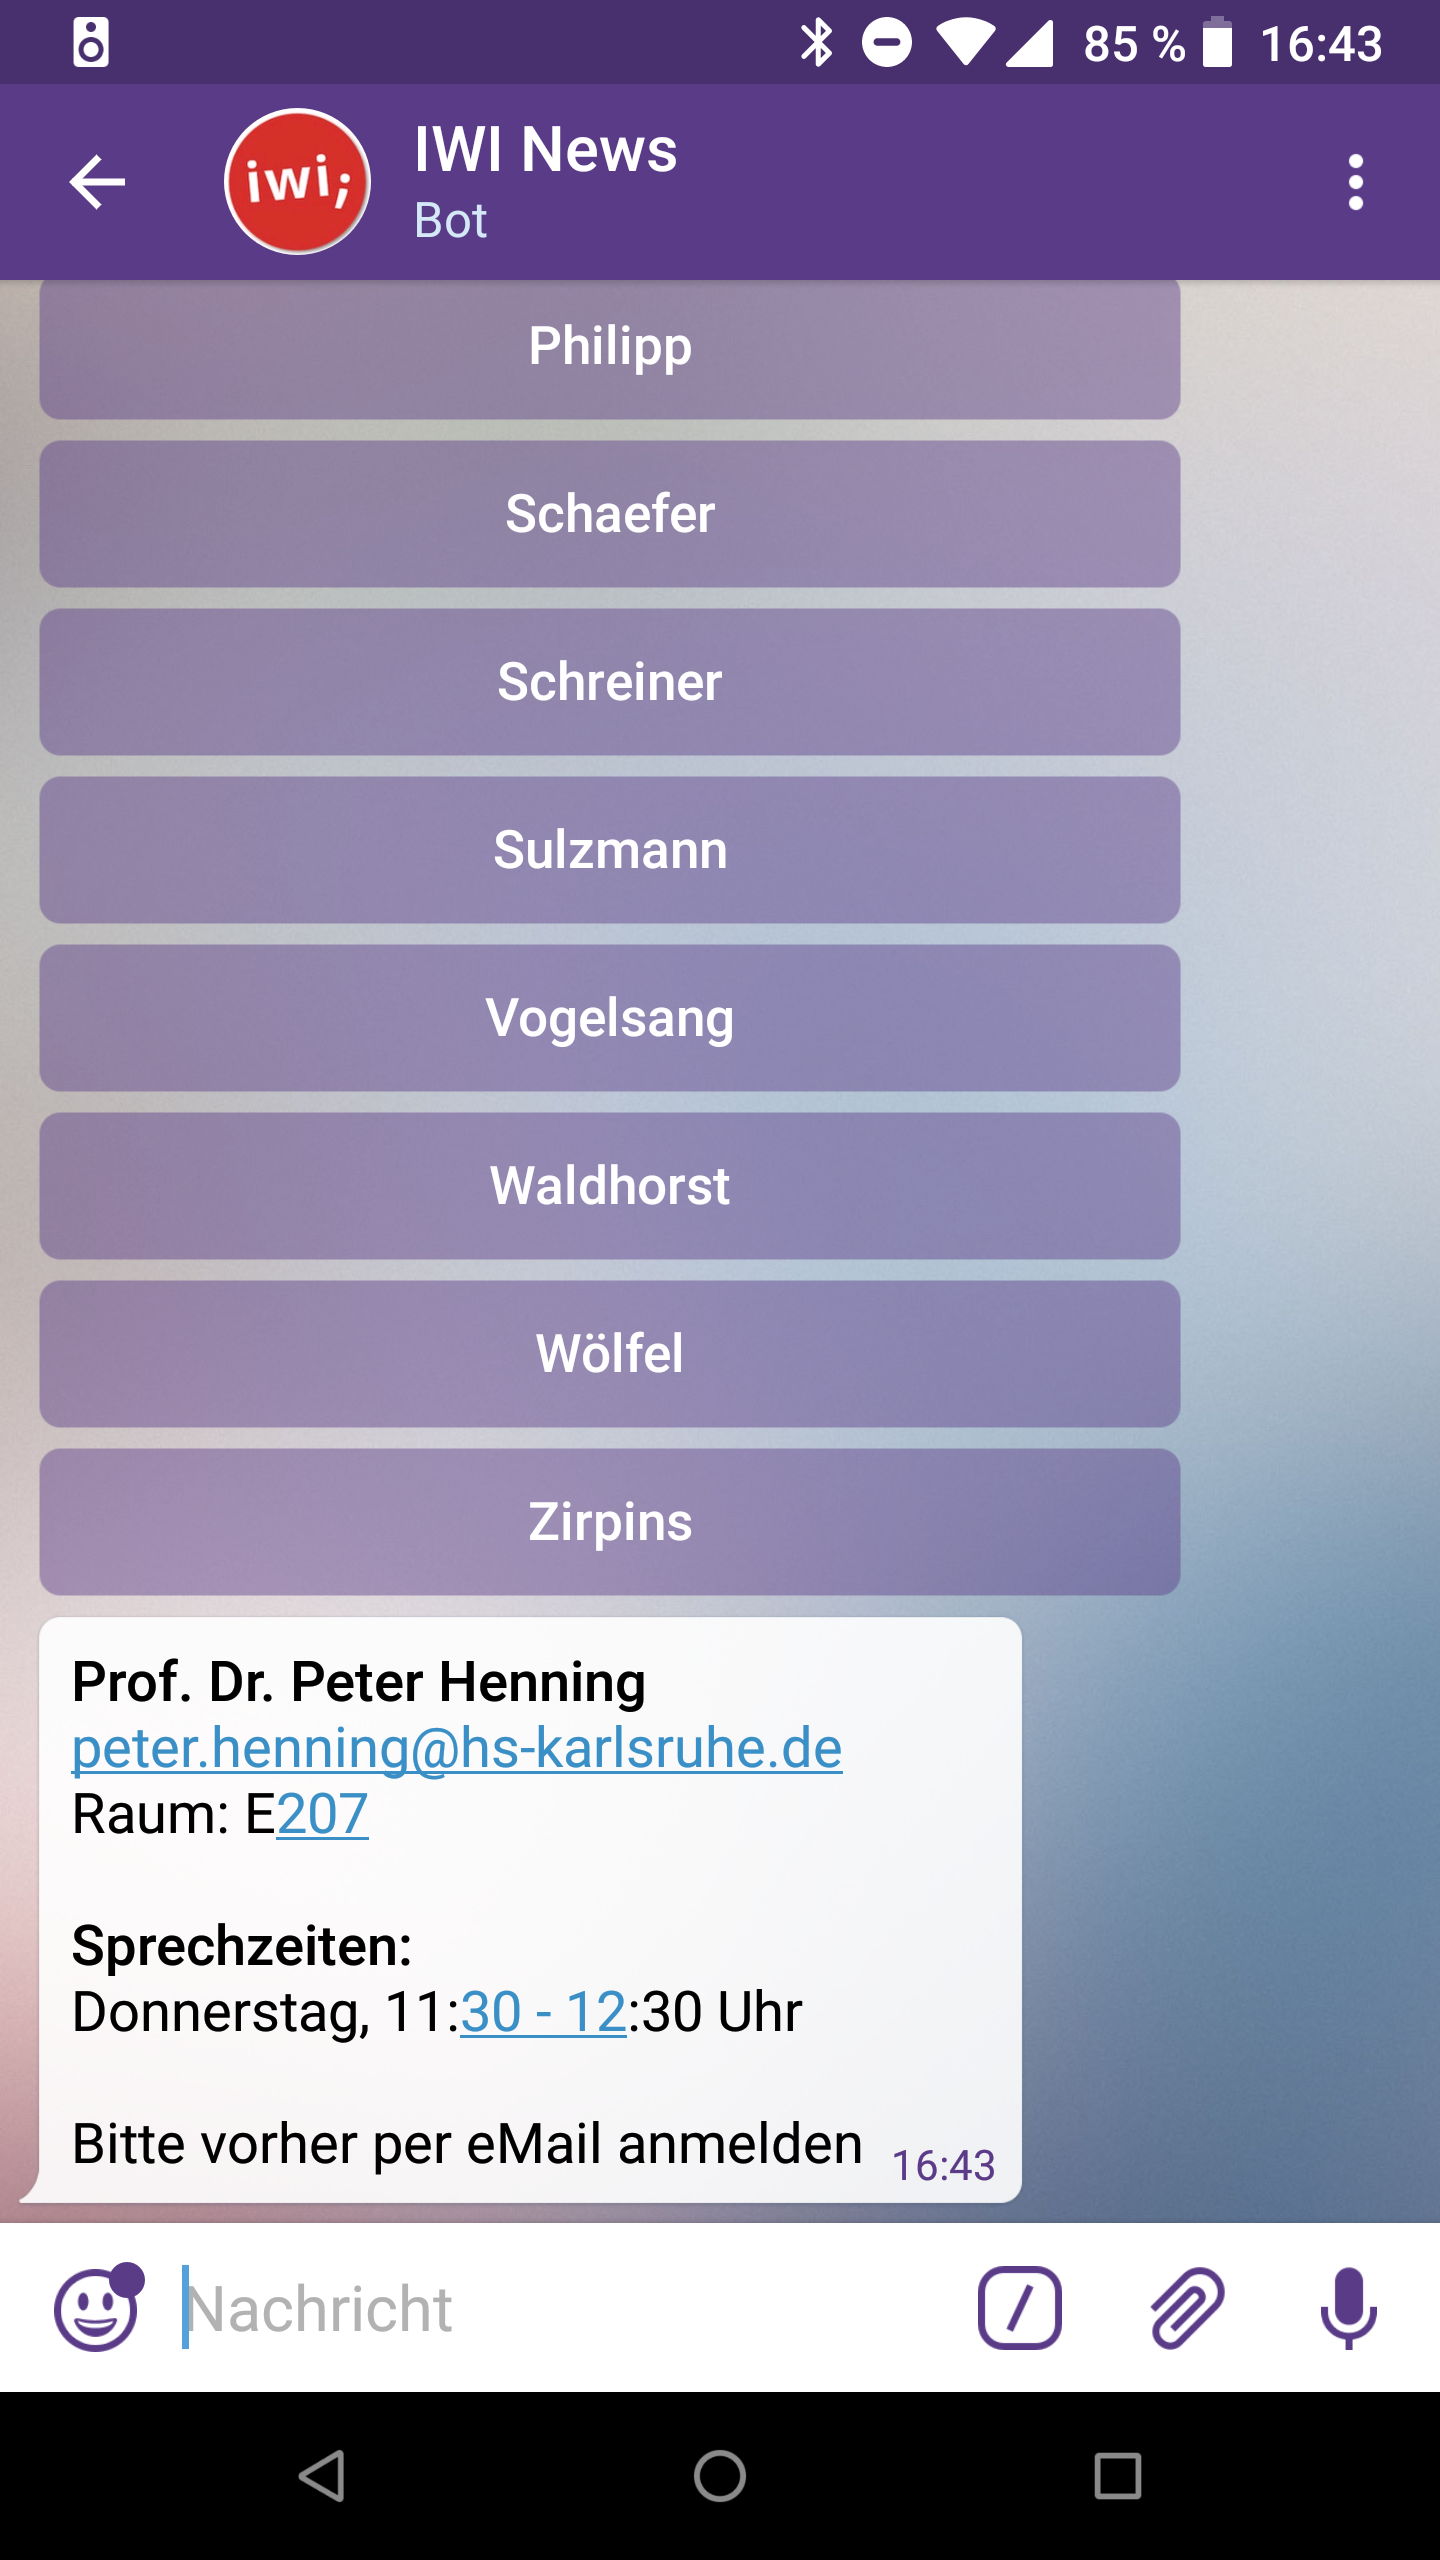 85 % 16:43
iwi;
IWI News
Bot
Philipp
Schaefer
Schreiner
Sulzmann
Vogelsang
Waldhorst
Wölfel
Zirpins
Prof. Dr. Peter Henning
peter.henning@hs-karlsruhe.de
Raum: E207
Sprechzeiten:
Donnerstag, 11:30 - 12:30 Uhr
Bitte vorher per eMail anmelden 16:43
Nachricht